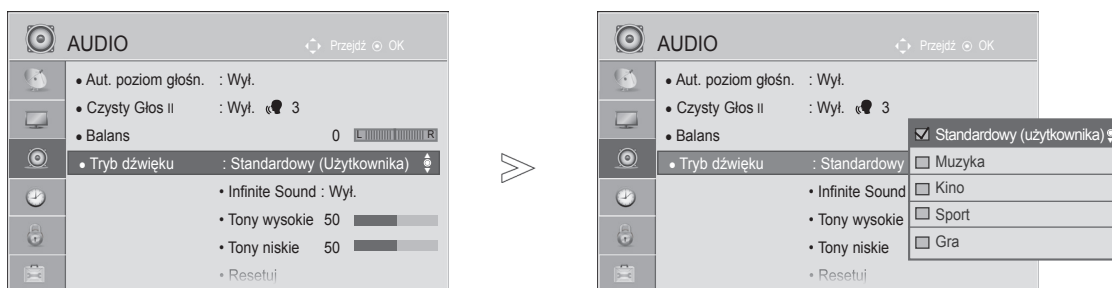 AUDIO
Przejdź OK
• Aut. poziom głośn. : Wył.
• Czysty Głos II : Wył. 3
• Balans 0 L R
• Tryb dźwięku : Standardowy (Użytkownika)
• Infinite Sound : Wył.
• Tony wysokie 50
• Tony niskie 50
• Resetuj
AUDIO
Przejdź OK
• Aut. poziom głośn. : Wył.
• Czysty Głos II : Wył. 3
• Balans
• Tryb dźwięku : Standardowy
• Infinite Sound
• Tony wysokie
• Tony niskie
• Resetuj
Standardowy (użytkownika)
Muzyka
Kino
Sport
Gra